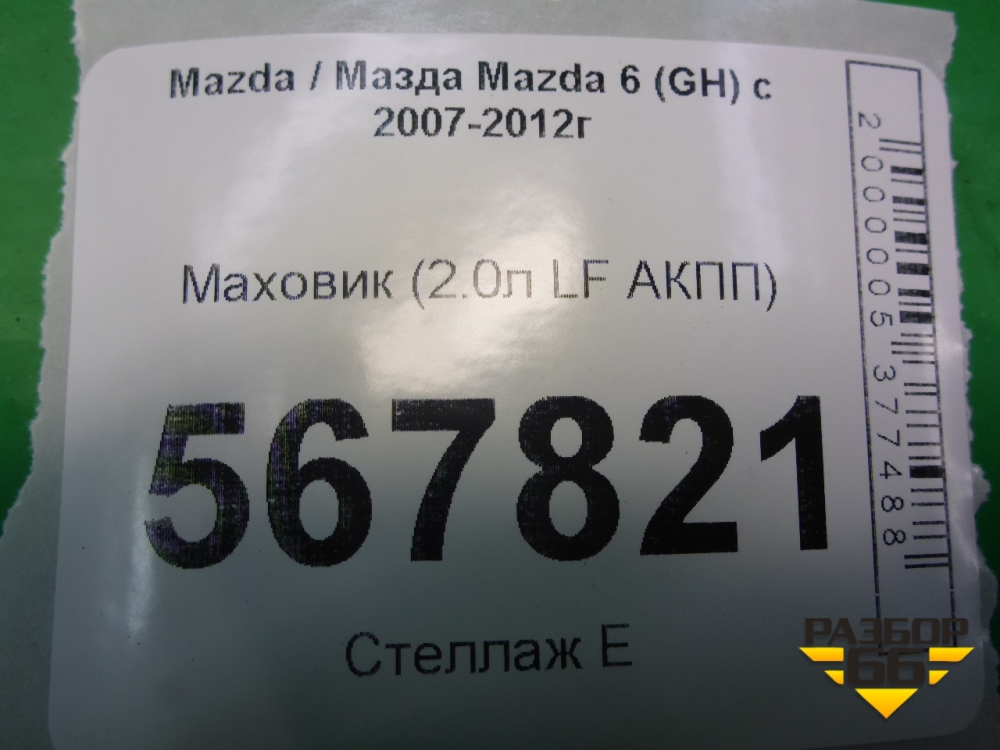 Mazda / Мазда Mazda 6 (GH) с
2007-2012г
Маховик (2.0л LF АКПП)
567821
Стеллаж Е
2000005377488
РАЗБОР
66